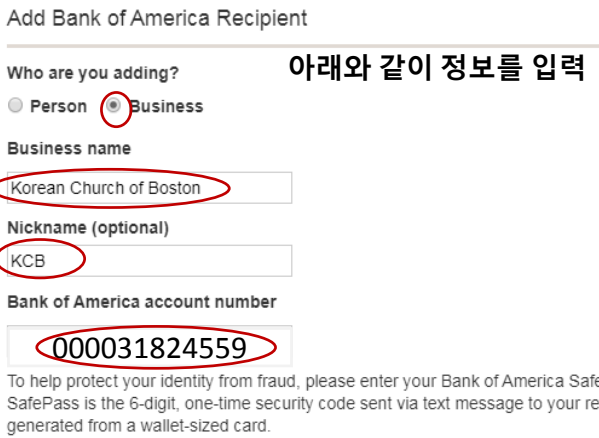 Add Bank of America Recipient
아래와 같이 정보를 입력
Who are you adding?
Person Business
Business name
Korean Church of Boston
Nickname (optional)
KCB
Bank of America account number
000031824559
To help protect your identity from fraud, please enter your Bank of America Safe
SafePass is the 6-digit, one-time security code sent via text message to your re
generated from a wallet-sized card.